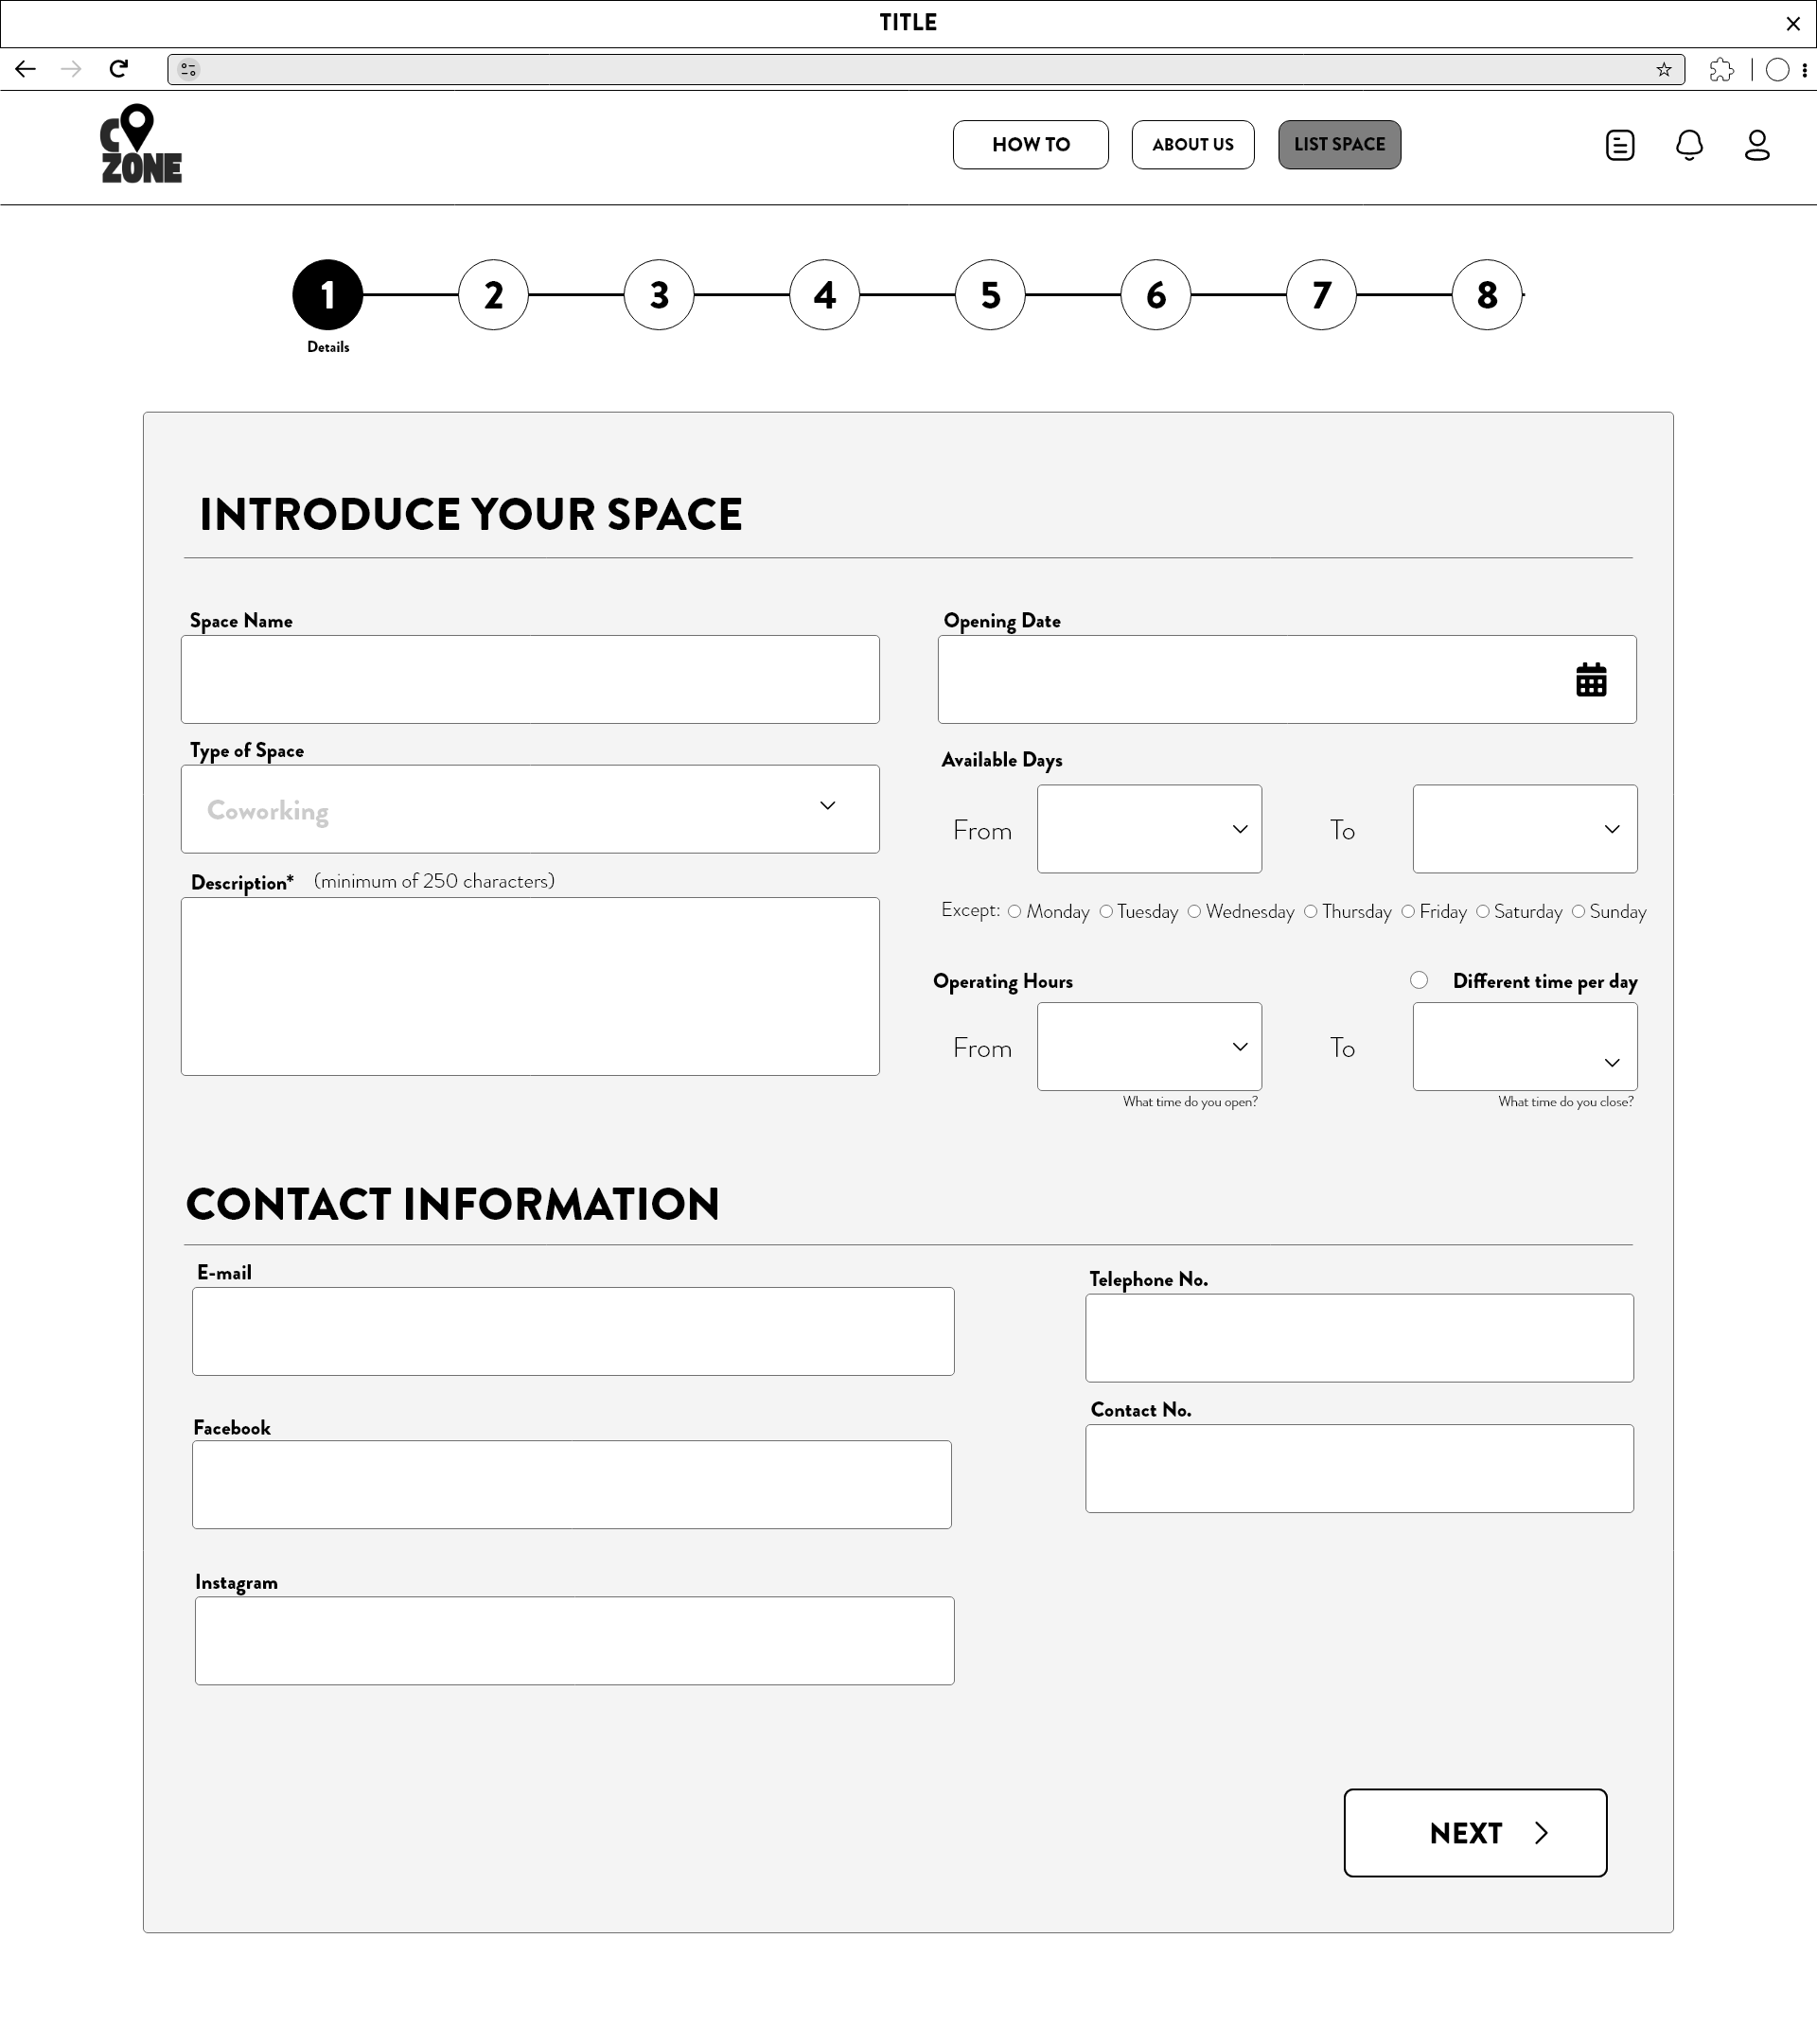 TITLE
C
ZONE
HOW TO
ABOUT US
LIST SPACE
1
2
3
4
5
6
7
8
Details
INTRODUCE YOUR SPACE
Space Name
Opening Date
Type of Space
Coworking
Available Days
From
To
Description* (minimum of 250 characters)
Except: Monday Tuesday Wednesday Thursday Friday Saturday Sunday
Operating Hours
Different time per day
From
To
What time do you open?
What time do you close?
CONTACT INFORMATION
E-mail
Telephone No.
Contact No.
Facebook
Instagram
NEXT